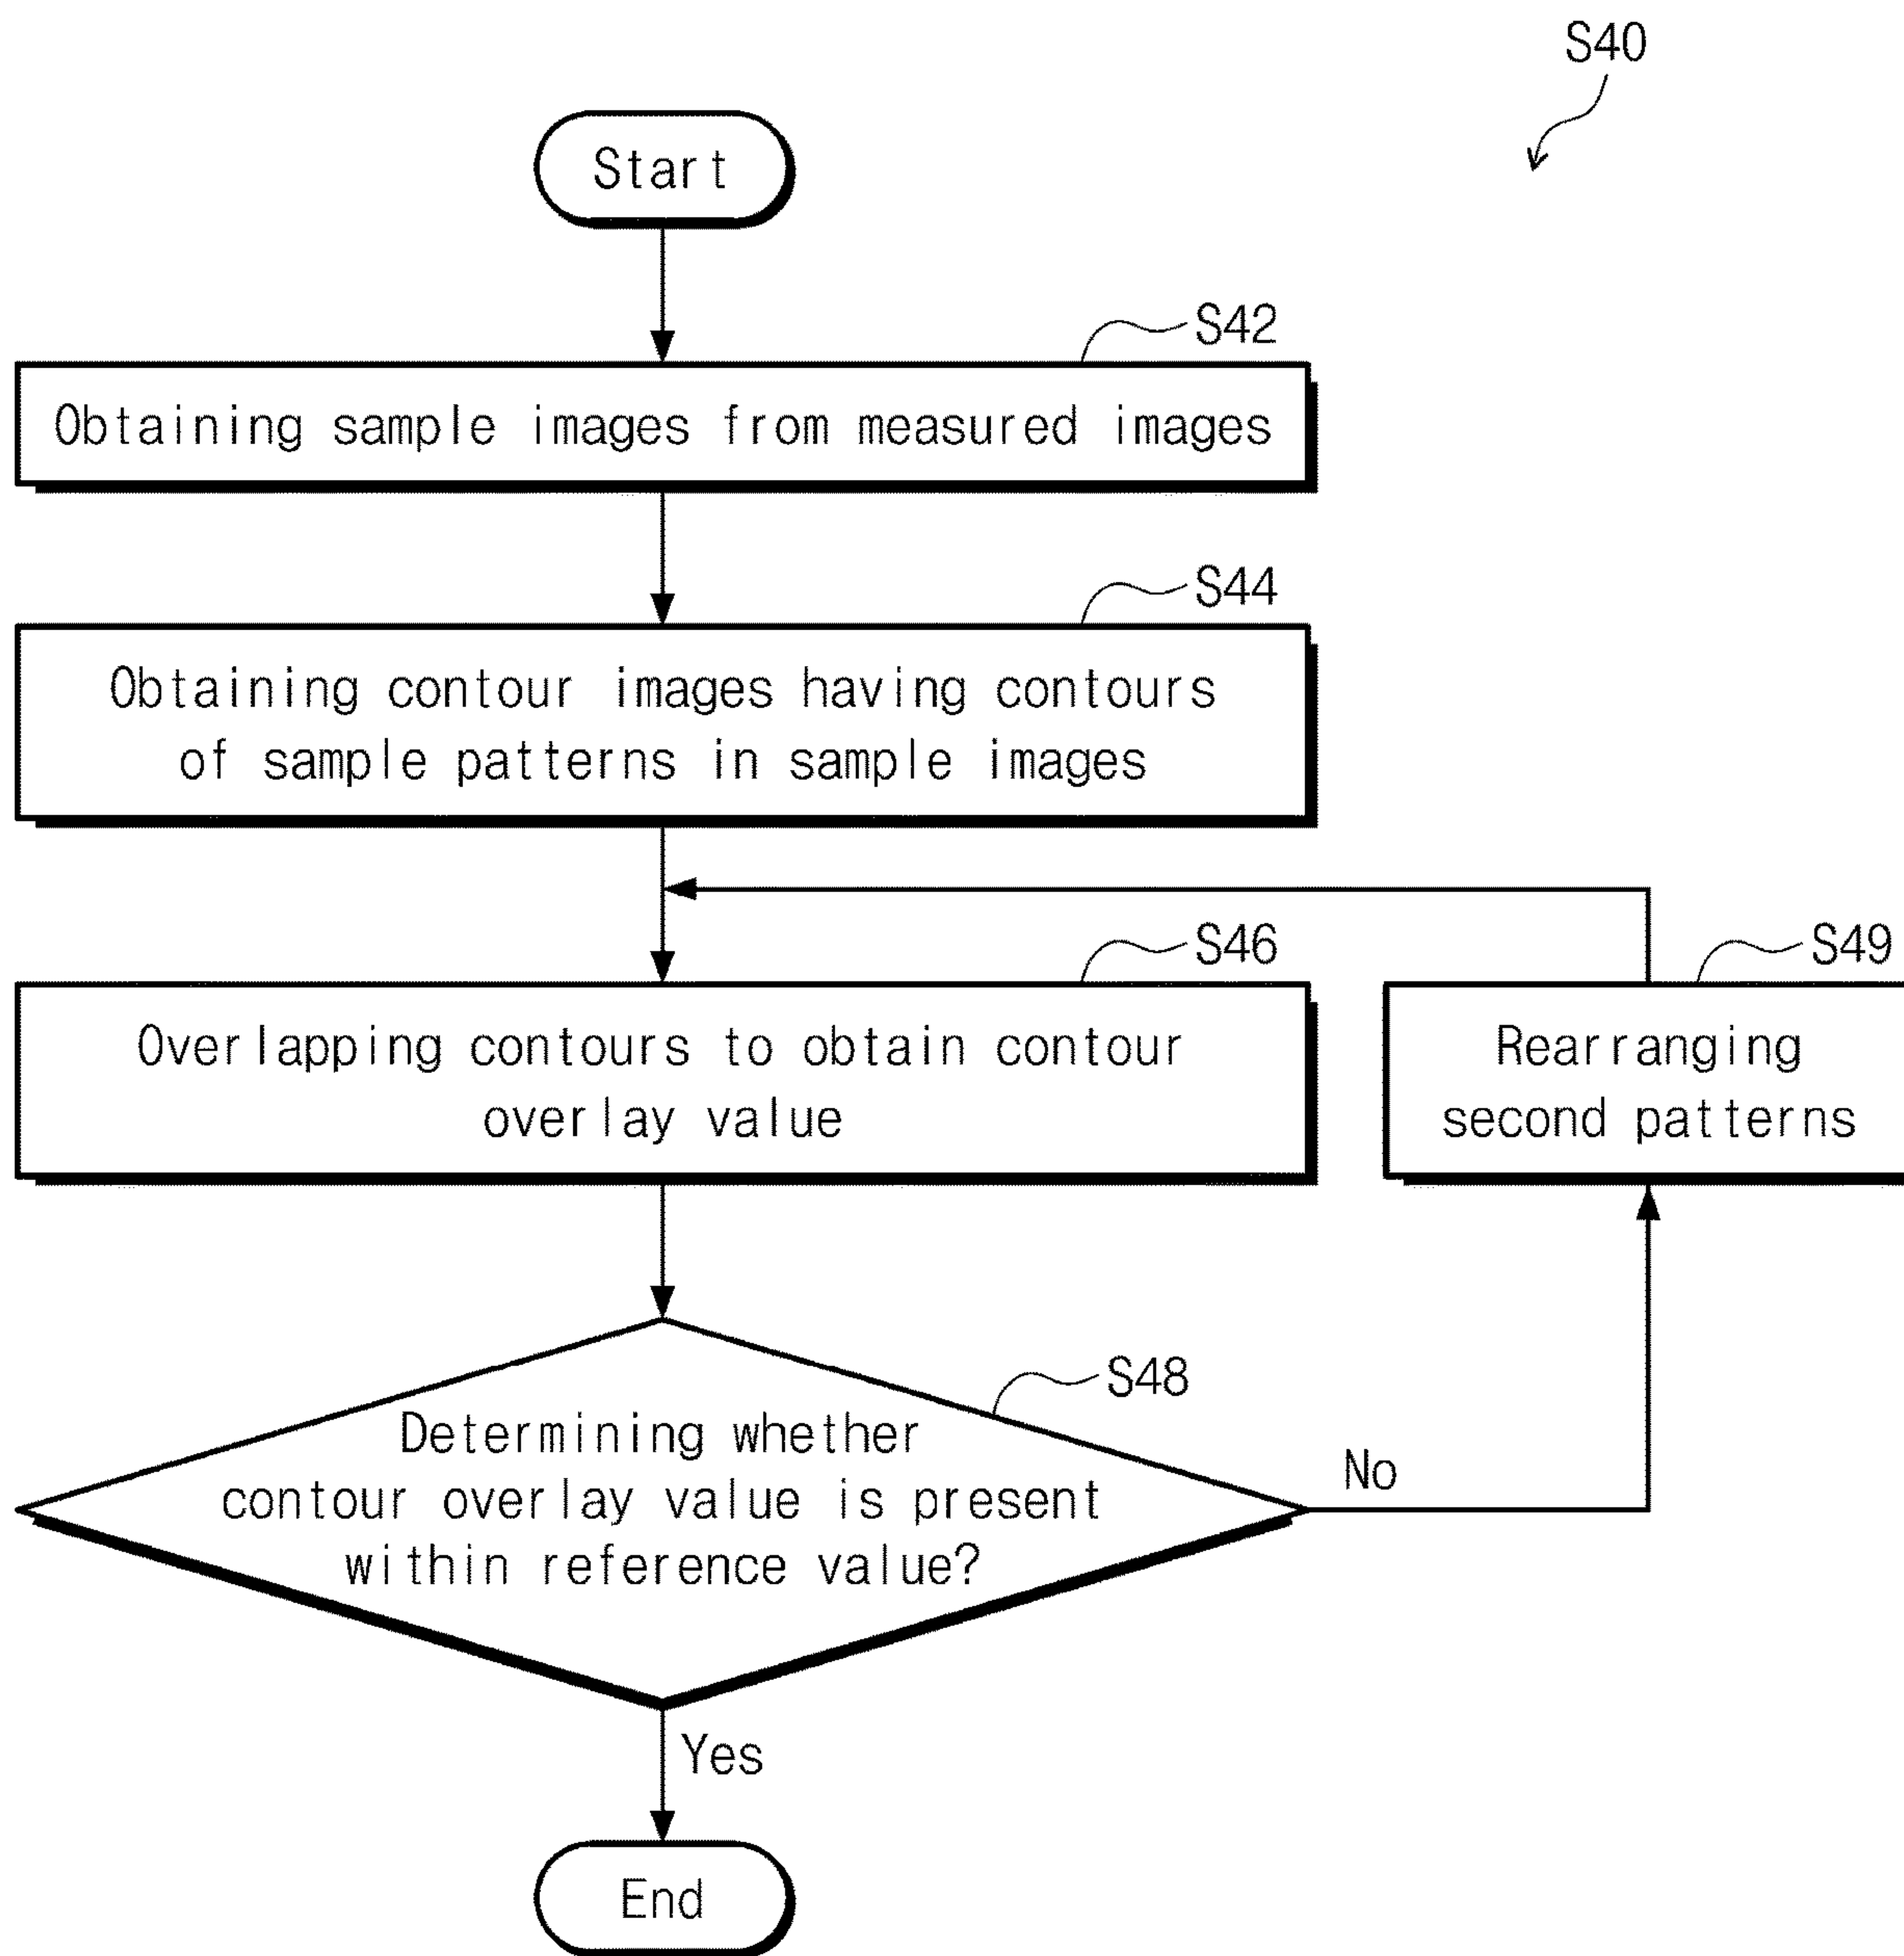 S40
Start
S42
Obtaining sample images from measured images
S44
Obtaining contour images having contours
of sample patterns in sample images
S46
Overlapping contours to obtain contour
overlay value
S49
Rearranging
second patterns
S48
Determining whether
contour overlay value is present
within reference value?
No
Yes
End